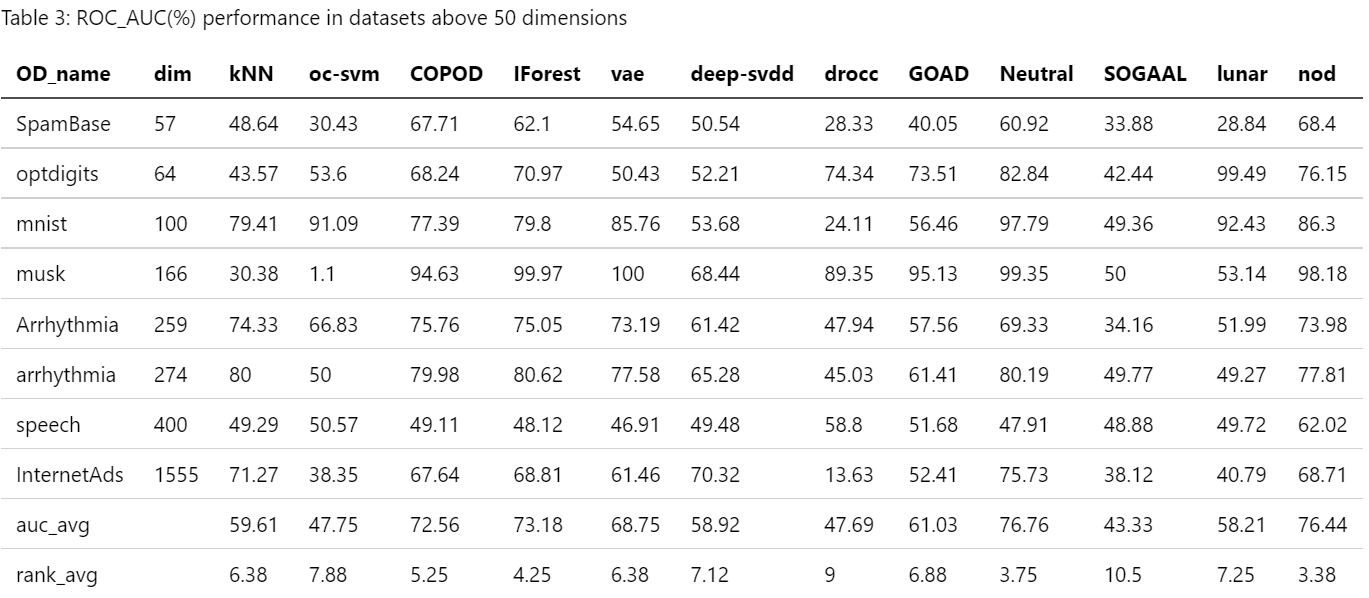 Table 3: ROC_AUC(%) performance in datasets above 50 dimensions
OD_name dim kNN oc-svm COPOD IForest vae deep-svdd drocc GOAD Neutral SOGAAL lunar nod
SpamBase 57 48.64 30.43 67.71 62.1 54.65 50.54 28.33 40.05 60.92 33.88 28.84 68.4
optdigits 64 43.57 53.6 68.24 70.97 50.43 52.21 74.34 73.51 82.84 42.44 99.49 76.15
mnist 100 79.41 91.09 77.39 79.8 85.76 53.68 24.11 56.46 97.79 49.36 92.43 86.3
musk 166 30.38 1.1 94.63 99.97 100 68.44 89.35 95.13 99.35 50 53.14 98.18
Arrhythmia 259 74.33 66.83 75.76 75.05 73.19 61.42 47.94 57.56 69.33 34.16 51.99 73.98
arrhythmia 274 80 50 79.98 80.62 77.58 65.28 45.03 61.41 80.19 49.77 49.27 77.81
speech 400 49.29 50.57 49.11 48.12 46.91 49.48 58.8 51.68 47.91 48.88 49.72 62.02
InternetAds 1555 71.27 38.35 67.64 68.81 61.46 70.32 13.63 52.41 75.73 38.12 40.79 68.71
auc_avg 59.61 47.75 72.56 73.18 68.75 58.92 47.69 61.03 76.76 43.33 58.21 76.44
rank_avg 6.38 7.88 5.25 4.25 6.38 7.12 9 6.88 3.75 10.5 7.25 3.38